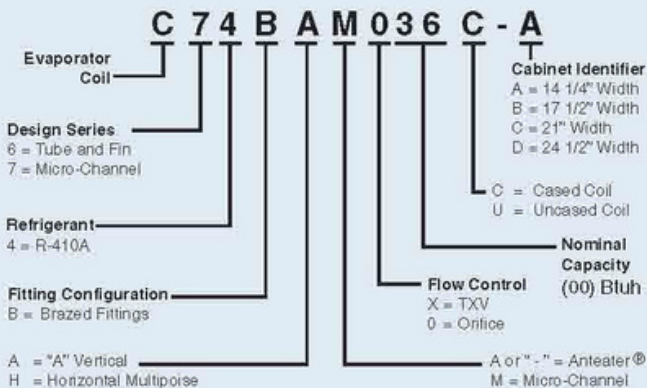 C 7 4 B A M 0 3 6 C - A
Evaporator
Coil
Cabinet Identifier
A = 14 1/4" Width
B = 17 1/2" Width
C = 21" Width
D = 24 1/2" Width
Design Series
6 = Tube and Fin
7 = Micro-Channel
C = Cased Coil
U = Uncased Coil
Refrigerant
4 = R-410A
Nominal
Capacity
(00) Btuh
Flow Control
X = TXV
0 = Orifice
Fitting Configuration
B = Brazed Fittings
A = "A" Vertical
H = Horizontal Multipoise
A or " - " = Anteater®
M = Micro-Channel